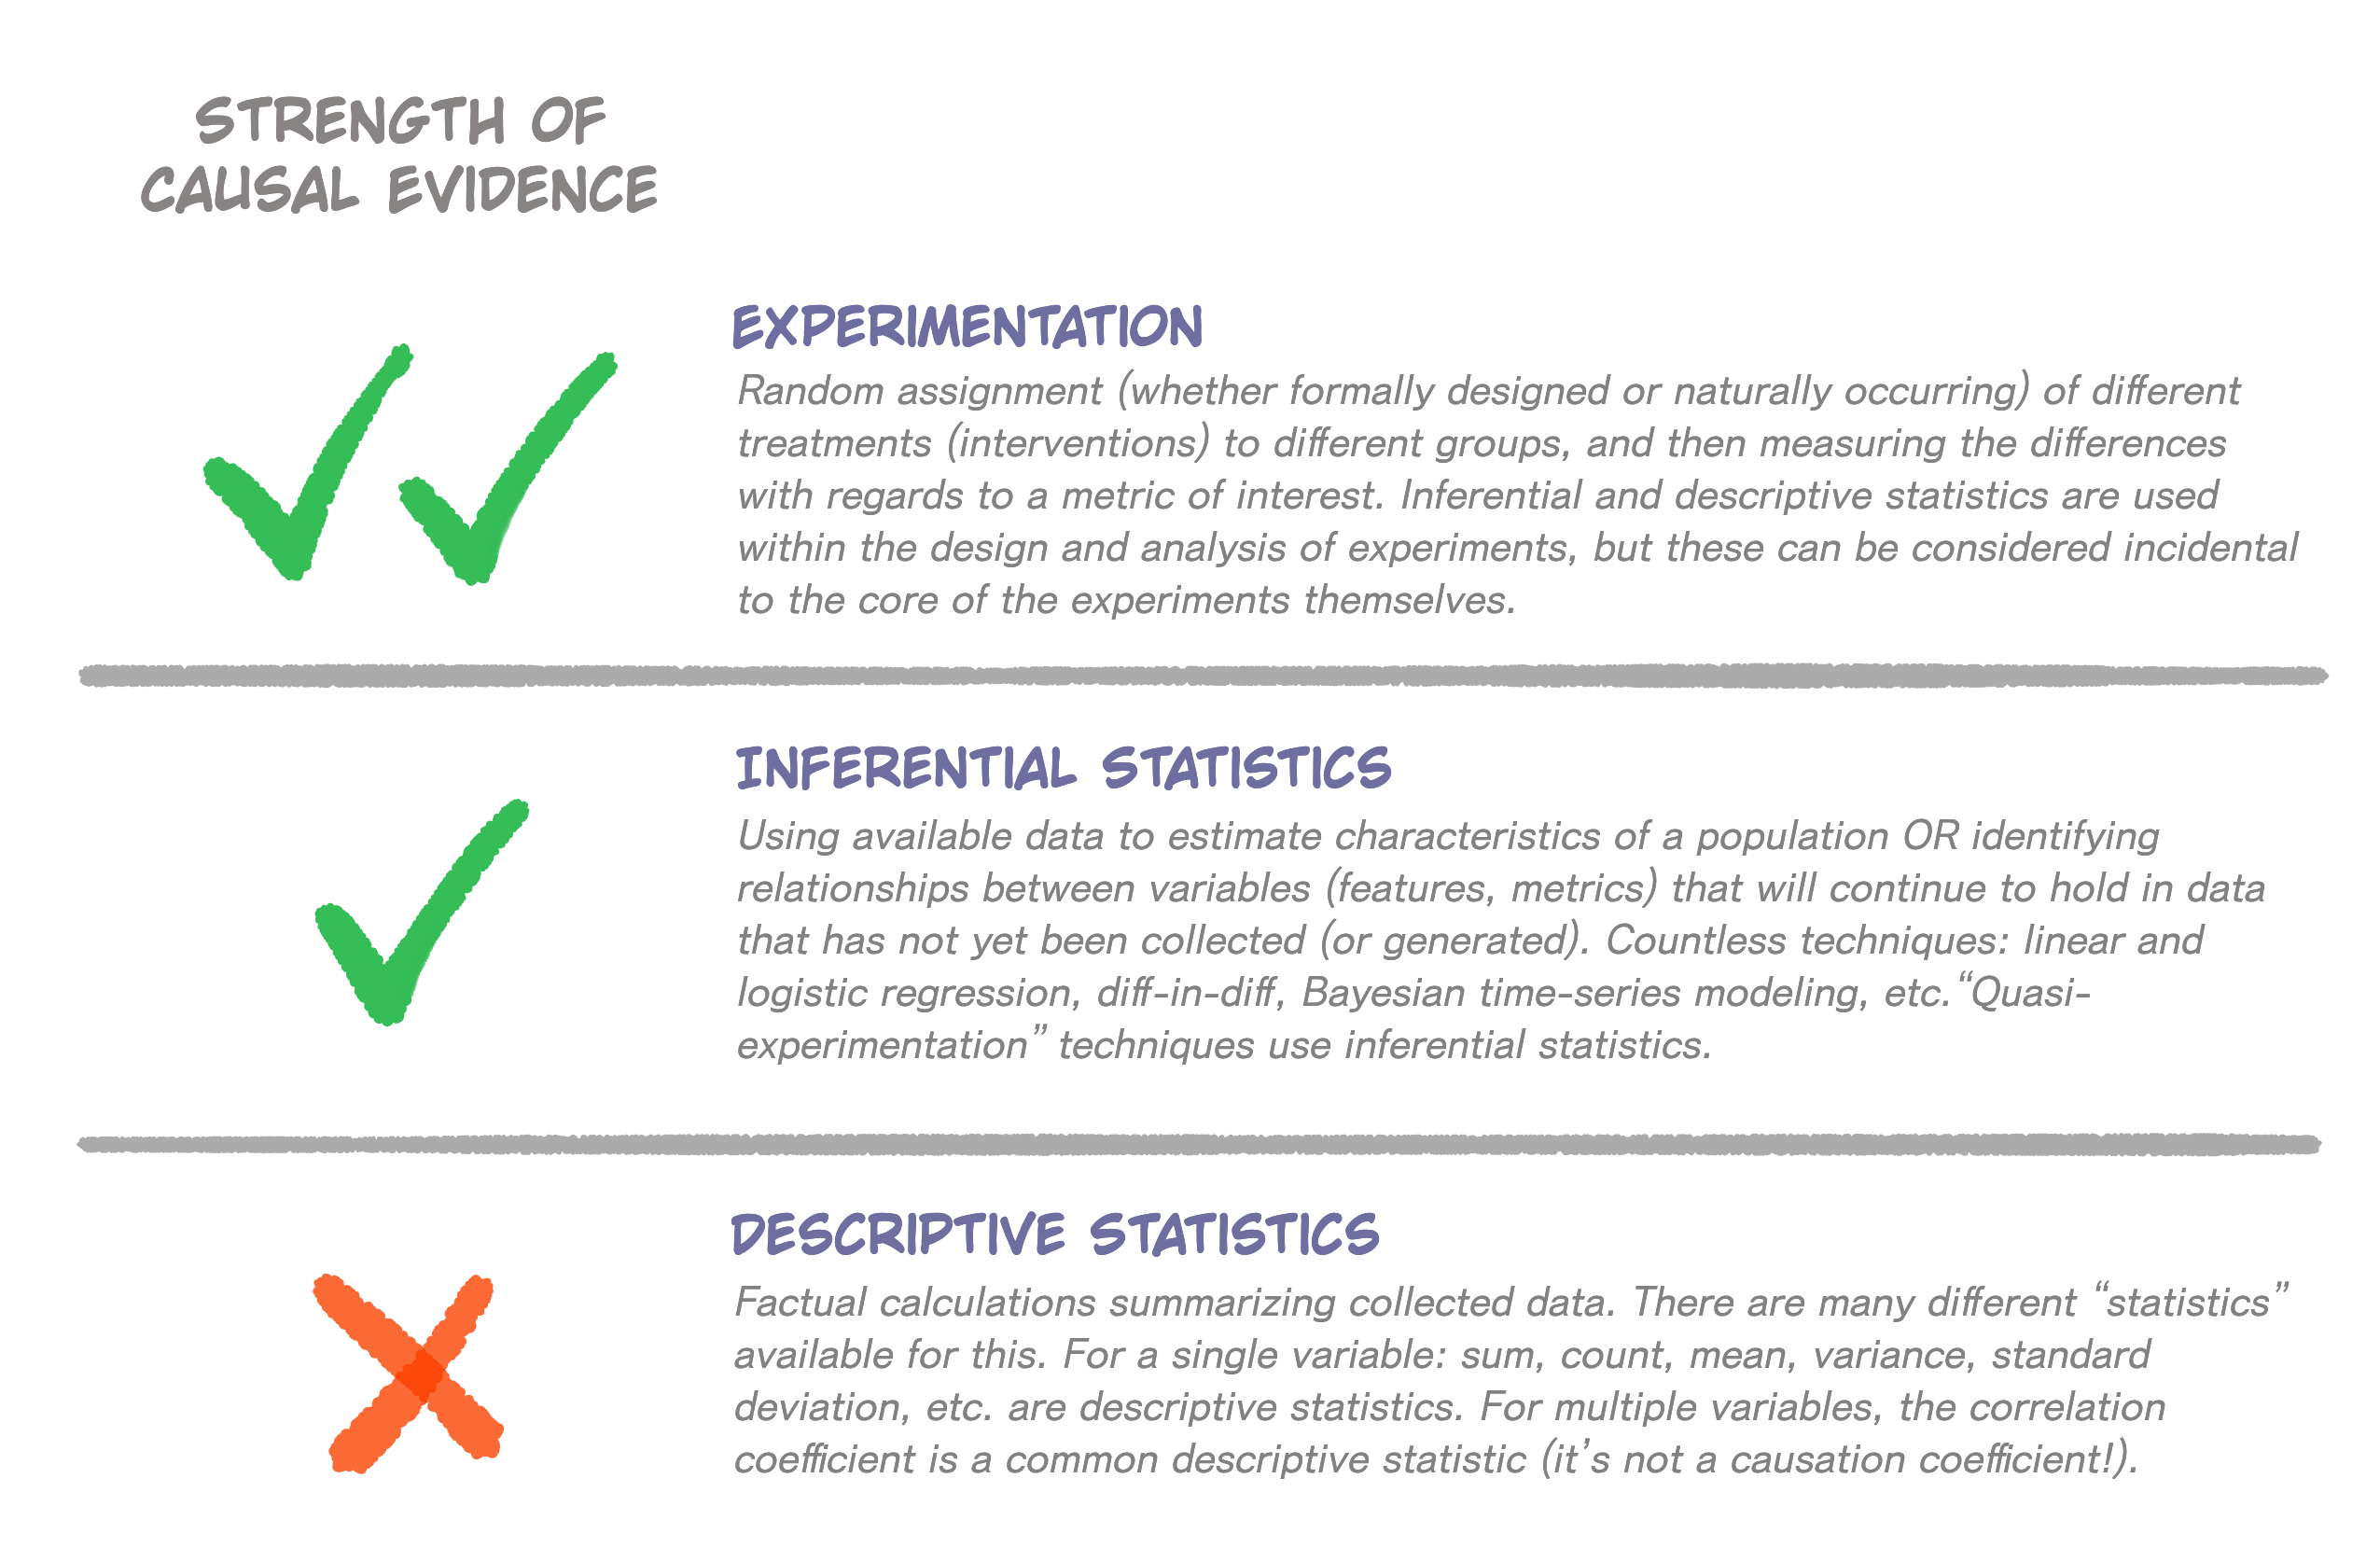 STRENGTH OF
CAUSAL EVIDENCE
EXPERIMENTATION
Random assignment (whether formally designed or naturally occurring) of different
treatments (interventions) to different groups, and then measuring the differences
with regards to a metric of interest. Inferential and descriptive statistics are used
within the design and analysis of experiments, but these can be considered incidental
to the core of the experiments themselves.
INFERENTIAL STATISTICS
Using available data to estimate characteristics of a population OR identifying
relationships between variables (features, metrics) that will continue to hold in data
that has not yet been collected (or generated). Countless techniques: linear and
logistic regression, diff-in-diff, Bayesian time-series modeling, etc. “Quasi-
experimentation” techniques use inferential statistics.
DESCRIPTIVE STATISTICS
Factual calculations summarizing collected data. There are many different “statistics”
available for this. For a single variable: sum, count, mean, variance, standard
deviation, etc. are descriptive statistics. For multiple variables, the correlation
coefficient is a common descriptive statistic (it’s not a causation coefficient!).